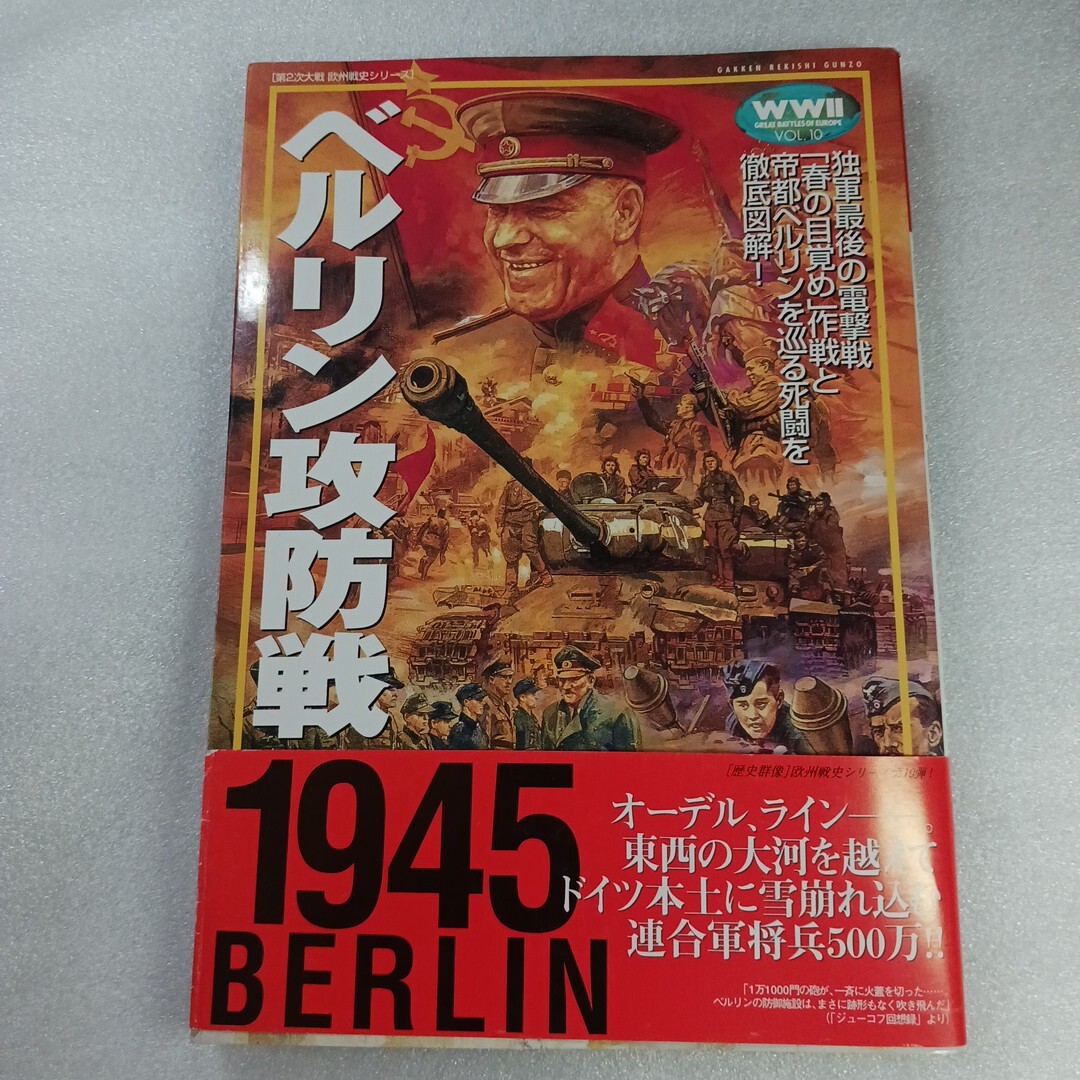 [第2次大戦 欧州戦史シリーズ]
GAKKEN REKISHI GUNZO
WWII
GREAT BATTLES OF EUROPE
VOL.10
ベルリン攻防戦
独軍最後の電撃戦
「春の目覚め」作戦と
帝都ベルリンを巡る死闘を
徹底図解!
1945
BERLIN
[歴史群像]欧州戦史シリーズ
オーデル、ライン
東西の大河を越えて
ドイツ本土に雪崩れ込む
連合軍将兵500万!!
「1万1000門の砲が、一斉に火蓋を切った……
ベルリンの防御施設は、まさに跡形もなく吹き飛んだ」
(「ジューコフ回想録」より)